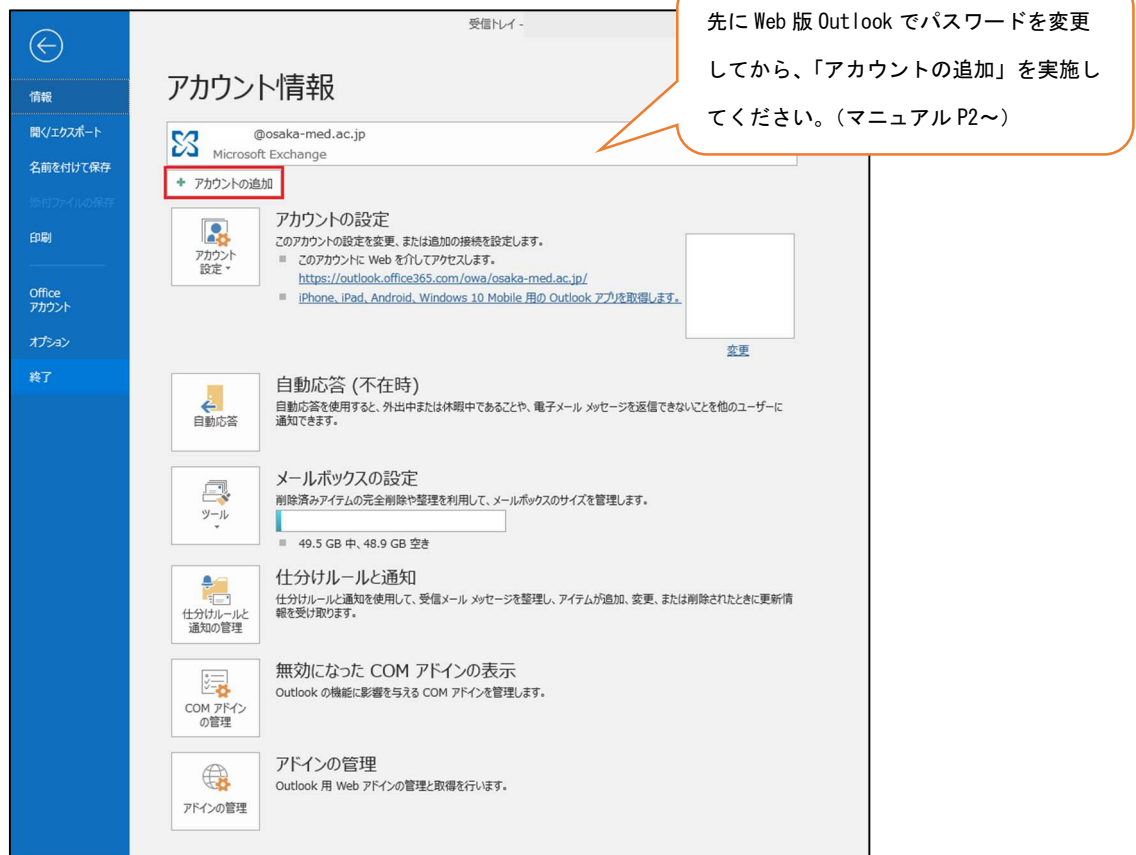 受信トレイ -
先に Web 版 Outlook でパスワードを変更
してから、「アカウントの追加」を実施し
てください。（マニュアル P2～）
情報
開く/エクスポート
名前を付けて保存
添付ファイルの保存
印刷
Office
アカウント
オプション
終了
アカウント情報
@osaka-med.ac.jp
Microsoft Exchange
+ アカウントの追加
アカウント
設定
アカウントの設定
このアカウントの設定を変更、または追加の接続を設定します。
このアカウントに Web を介してアクセスします。
https://outlook.office365.com/owa/osaka-med.ac.jp/
iPhone、iPad、Android、Windows 10 Mobile 用の Outlook アプリを取得します。
変更
自動応答
自動応答 (不在時)
自動応答を使用すると、外出中または休暇中であることや、電子メール メッセージを返信できないことを他のユーザーに
通知できます。
ツール
メールボックスの設定
削除済みアイテムの完全削除や整理を利用して、メールボックスのサイズを管理します。
49.5 GB 中、48.9 GB 空き
仕分けルールと
通知の管理
仕分けルールと通知
仕分けルールと通知を使用して、受信メール メッセージを整理し、アイテムが追加、変更、または削除されたときに更新情
報を受け取ります。
COM アドイン
の管理
無効になった COM アドインの表示
Outlook の機能に影響を与える COM アドインを管理します。
アドインの管理
アドインの管理
Outlook 用 Web アドインの管理と取得を行います。